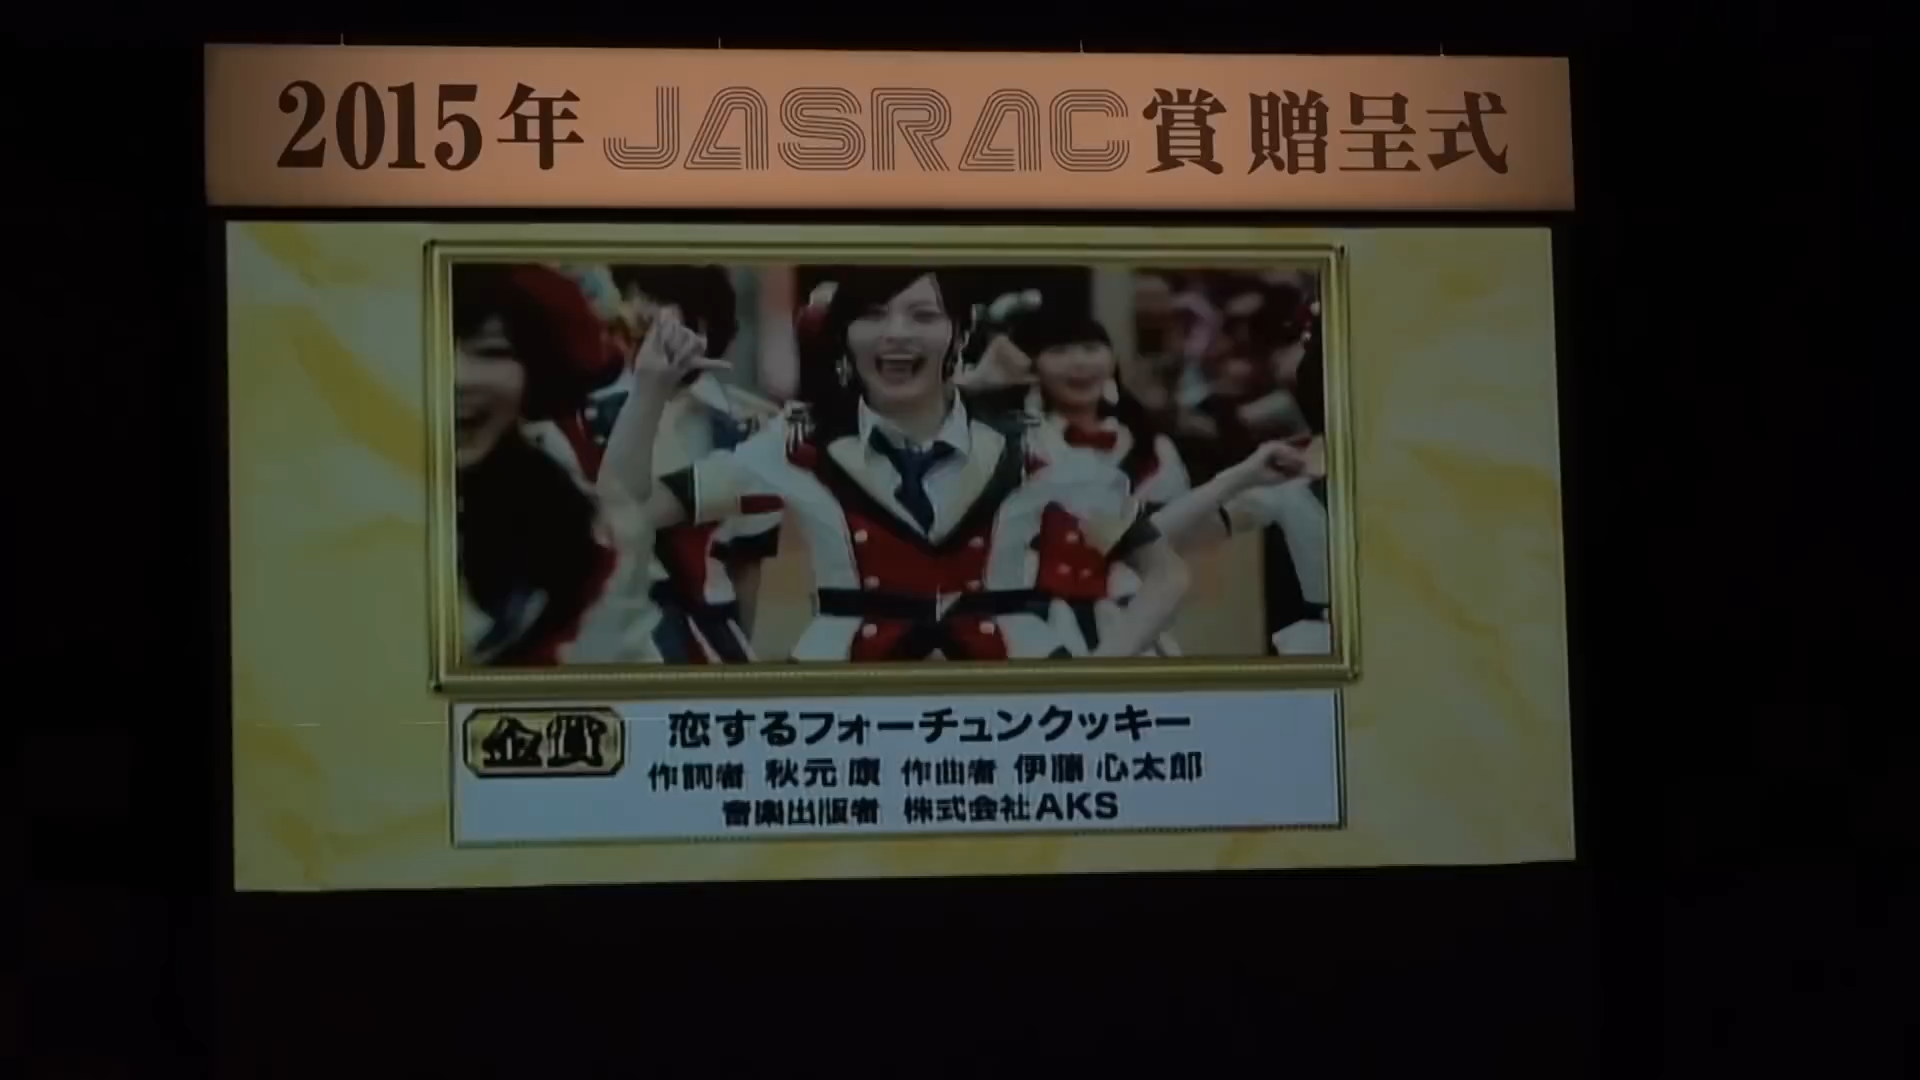 2015年 JASRAC賞 贈呈式
金賞 恋するフォーチュンクッキー
作詞者 秋元 康 作曲者 伊藤 心太郎
音楽出版者 株式会社AKS